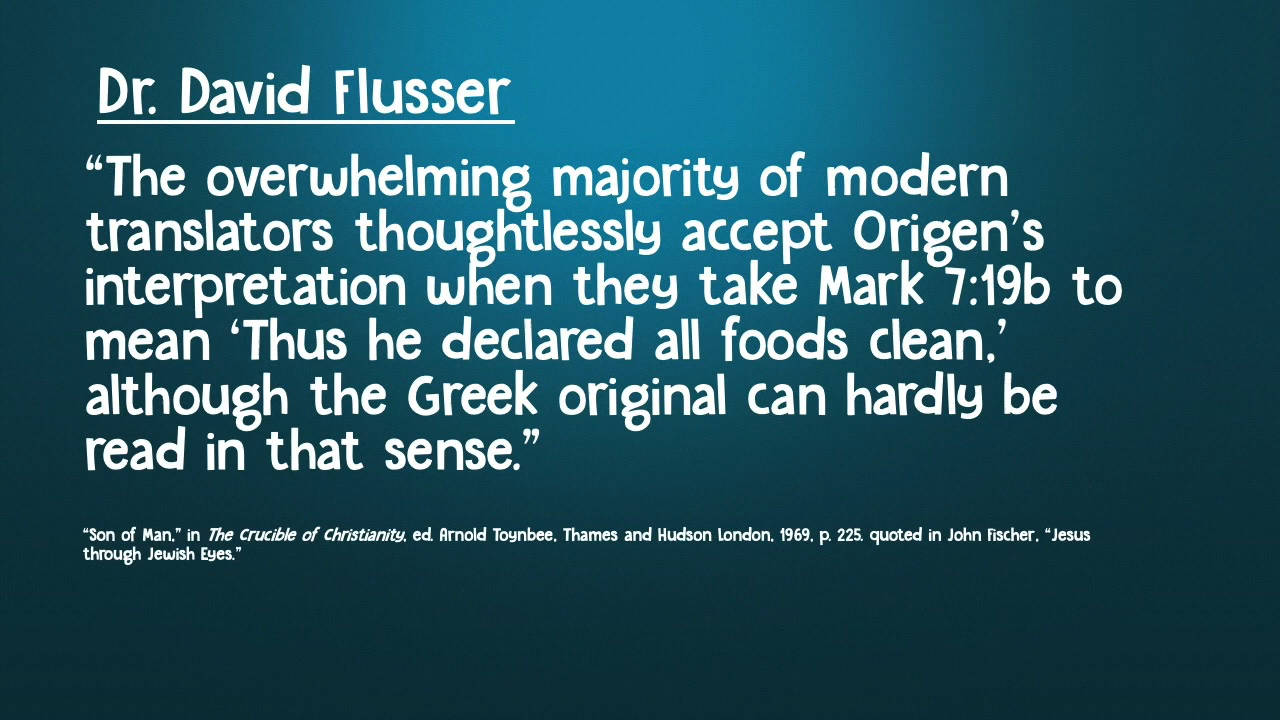 Dr. David Flusser
“The overwhelming majority of modern
translators thoughtlessly accept Origen’s
interpretation when they take Mark 7:19b to
mean ‘Thus he declared all foods clean,’
although the Greek original can hardly be
read in that sense.”
“Son of Man,” in The Crucible of Christianity, ed. Arnold Toynbee, Thames and Hudson London, 1969, p. 225. quoted in John Fischer, “Jesus
through Jewish Eyes.”